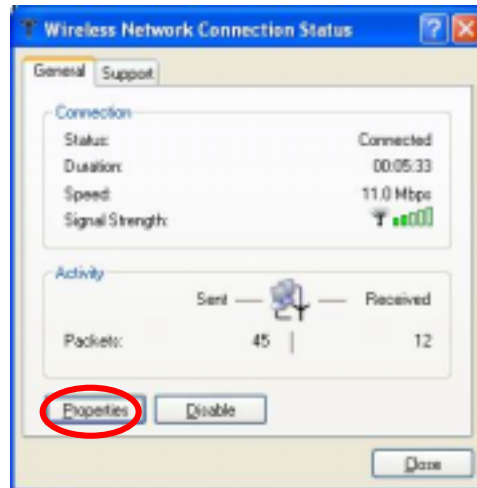 Wireless Network Connection Status
General Support
Connection
Status: Connected
Duration: 00:05:33
Speed: 11.0 Mbps
Signal Strength:
Activity
Sent — — Received
Packets: 45 | 12
Properties Disable
Close